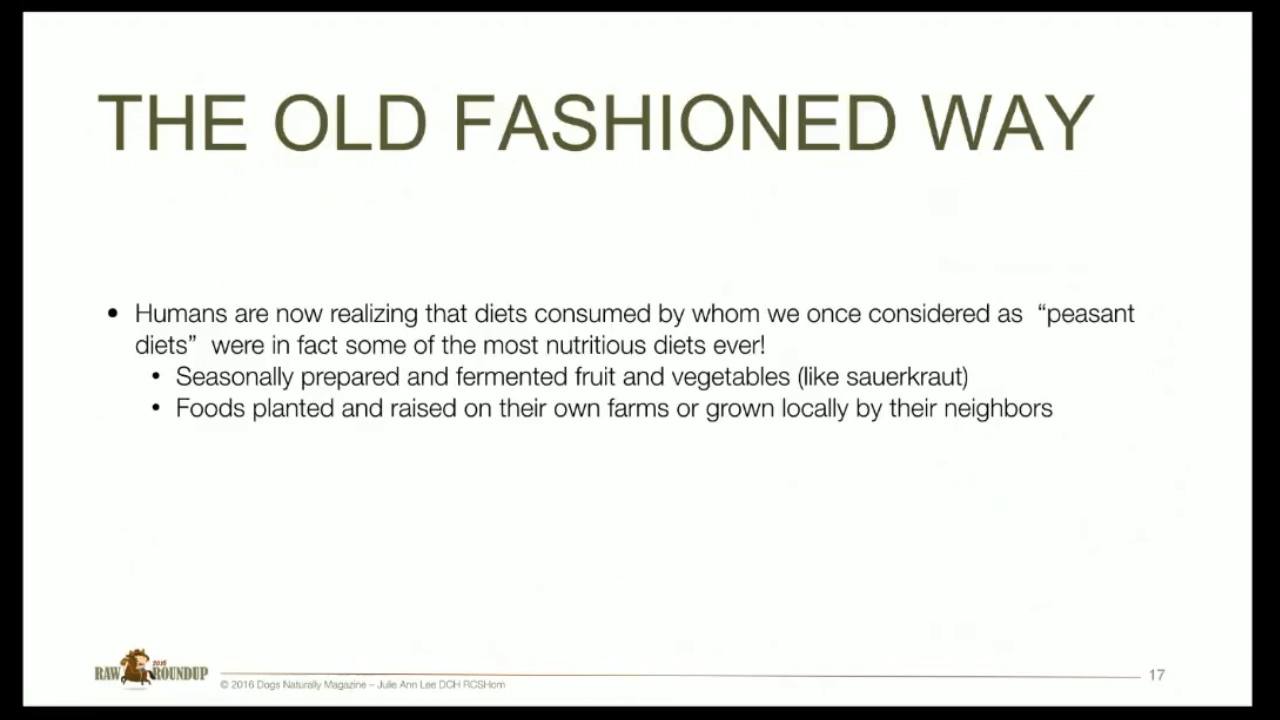 THE OLD FASHIONED WAY
• Humans are now realizing that diets consumed by whom we once considered as “peasant
diets” were in fact some of the most nutritious diets ever!
• Seasonally prepared and fermented fruit and vegetables (like sauerkraut)
• Foods planted and raised on their own farms or grown locally by their neighbors
RAW 2016 ROUNDUP
© 2016 Dogs Naturally Magazine – Julie Ann Lee DCH RCSHom
17